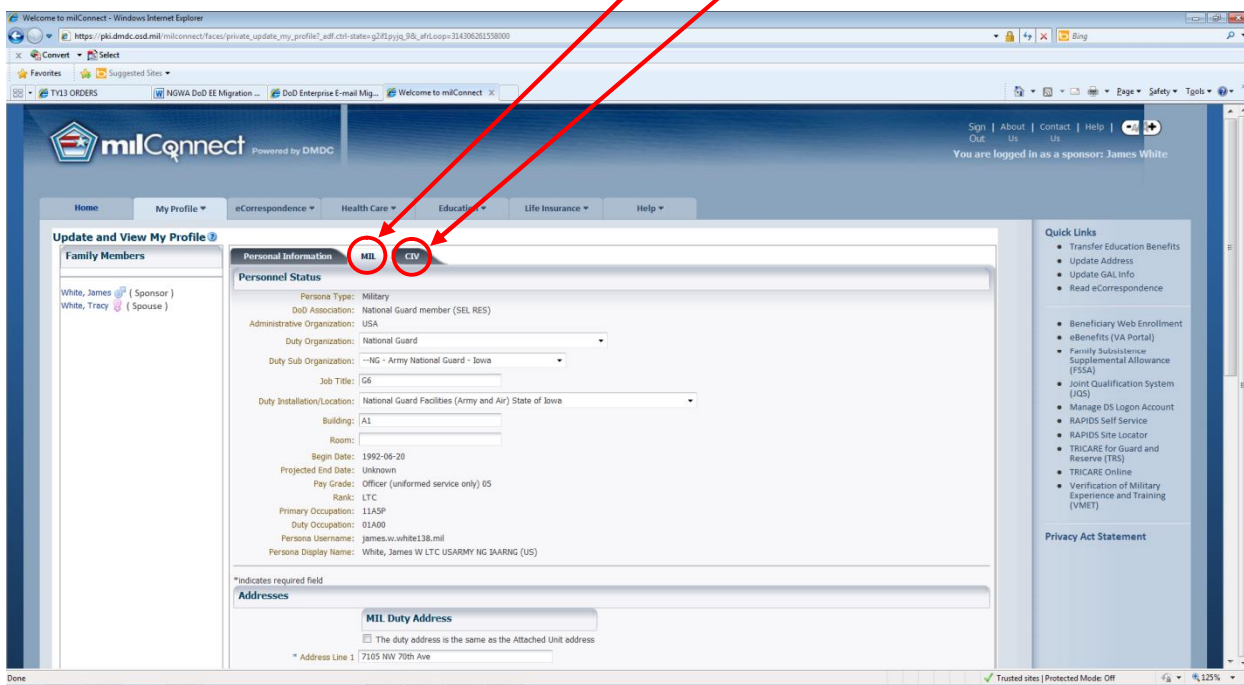 Welcome to milConnect - Windows Internet Explorer
https://pki.dmdc.osd.mil/milconnect/faces/private_update_my_profile?_adf.ctrl-state=g2if1pyjq_9&_afrLoop=314306261558000
Bing
x Convert Select
Favorites Suggested Sites
TY13 ORDERS NGWA DoD EE Migration ... DoD Enterprise E-mail Mig... Welcome to milConnect X
Page Safety Tools
milConnect Powered by DMDC
Sign Out | About Us | Contact Us | Help | - A +
You are logged in as a sponsor: James White
Home My Profile eCorrespondence Health Care Education Life Insurance Help
Update and View My Profile
Family Members
White, James ( Sponsor )
White, Tracy ( Spouse )
Personal Information MIL CIV
Personnel Status
Persona Type: Military
DoD Association: National Guard member (SEL RES)
Administrative Organization: USA
Duty Organization: National Guard
Duty Sub Organization: --NG - Army National Guard - Iowa
Job Title: G6
Duty Installation/Location: National Guard Facilities (Army and Air) State of Iowa
Building: A1
Room:
Begin Date: 1992-06-20
Projected End Date: Unknown
Pay Grade: Officer (uniformed service only) 05
Rank: LTC
Primary Occupation: 11A5P
Duty Occupation: 01A00
Persona Username: james.w.white138.mil
Persona Display Name: White, James W LTC USARMY NG IAARNG (US)
*indicates required field
Addresses
MIL Duty Address
The duty address is the same as the Attached Unit address
* Address Line 1 7105 NW 70th Ave
Quick Links
Transfer Education Benefits
Update Address
Update GAL Info
Read eCorrespondence
Beneficiary Web Enrollment
eBenefits (VA Portal)
Family Subsistence
Supplemental Allowance
(FSSA)
Joint Qualification System
(JQS)
Manage DS Logon Account
RAPIDS Self Service
RAPIDS Site Locator
TRICARE for Guard and
Reserve (TRS)
TRICARE Online
Verification of Military
Experience and Training
(VMET)
Privacy Act Statement
Done
Trusted sites | Protected Mode: Off 125%